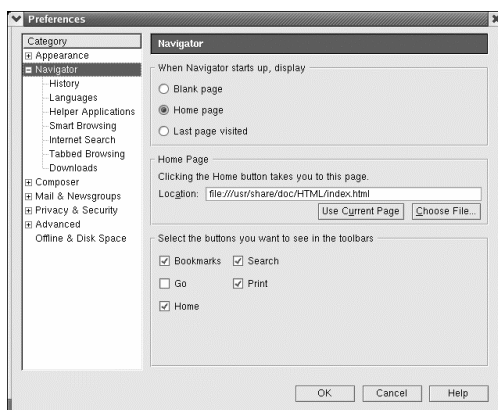 Preferences
Category
Appearance
Navigator
History
Languages
Helper Applications
Smart Browsing
Internet Search
Tabbed Browsing
Downloads
Composer
Mail & Newsgroups
Privacy & Security
Advanced
Offline & Disk Space
Navigator
When Navigator starts up, display
Blank page
Home page
Last page visited
Home Page
Clicking the Home button takes you to this page.
Location: file:///usr/share/doc/HTML/index.html
Use Current Page Choose File...
Select the buttons you want to see in the toolbars
Bookmarks Search
Go Print
Home
OK Cancel Help